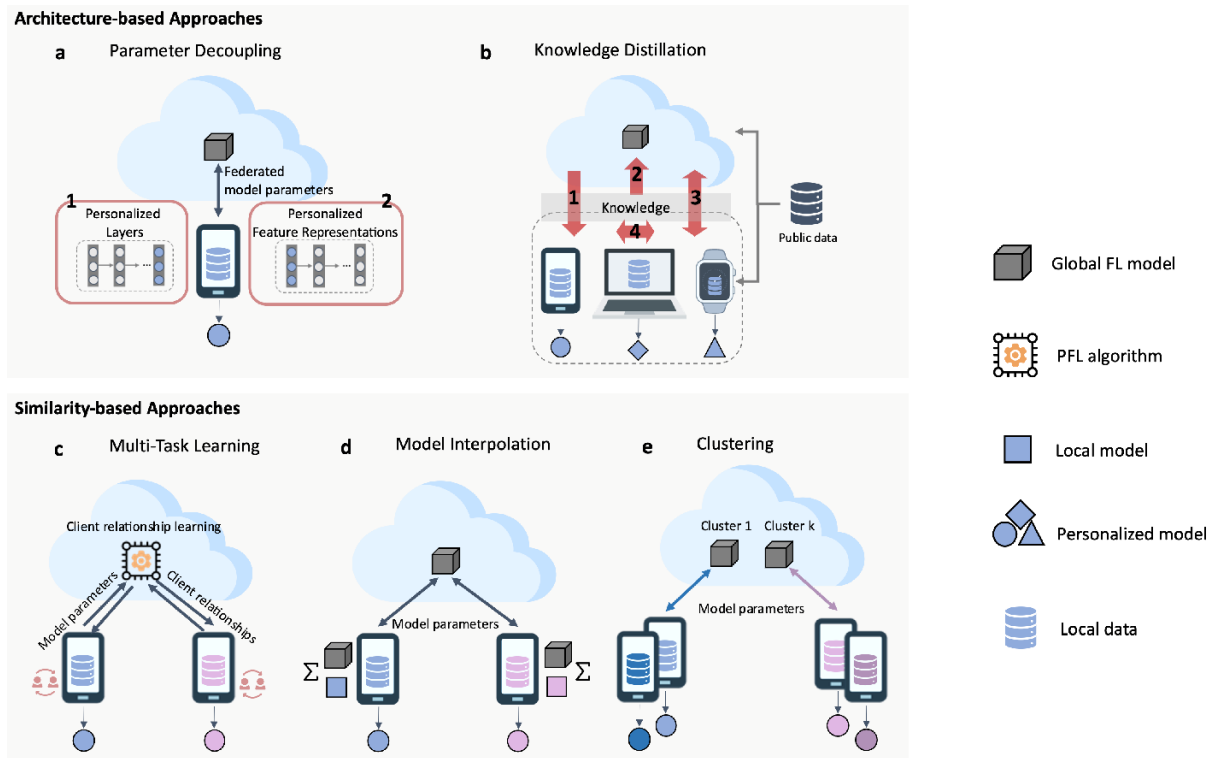 Architecture-based Approaches
a Parameter Decoupling
Federated
model parameters
1
Personalized
Layers
...
2
Personalized
Feature Representations
...
b Knowledge Distillation
1
2
3
Knowledge
4
Public data
Similarity-based Approaches
c Multi-Task Learning
Client relationship learning
Model parameters
Client relationships
d Model Interpolation
Model parameters
Σ
Σ
e Clustering
Cluster 1
Cluster k
Model parameters
Global FL model
PFL algorithm
Local model
Personalized model
Local data